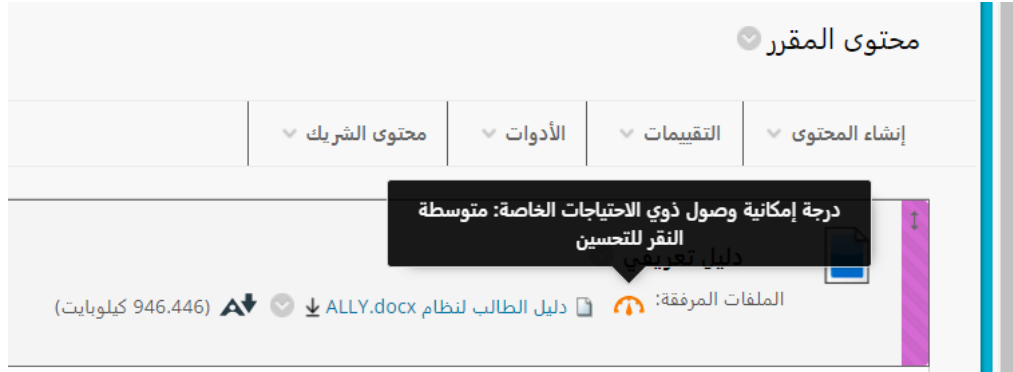 محتوى المقرر
إنشاء المحتوى
التقييمات
الأدوات
محتوى الشريك
درجة إمكانية وصول ذوي الاحتياجات الخاصة: متوسطة
النقر للتحسين
دليل تعريفي
الملفات المرفقة: دليل الطالب لنظام ALLY.docx (946.446 كيلوبايت)